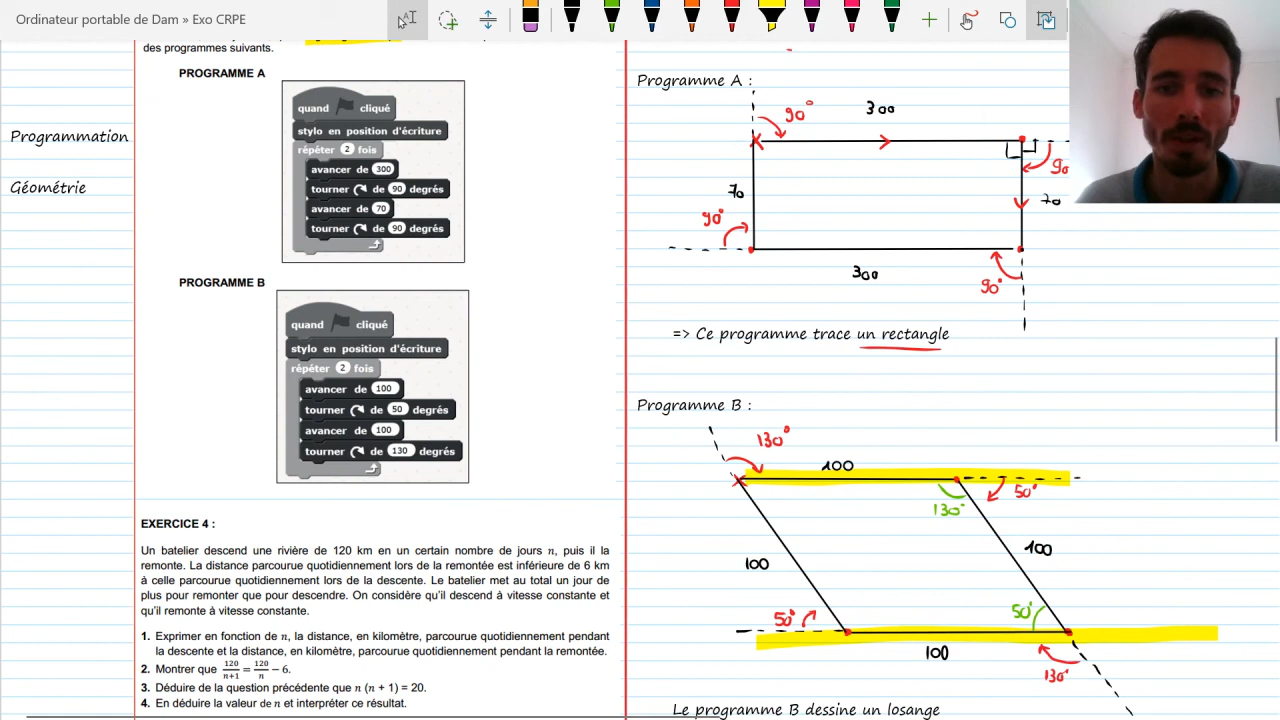 Ordinateur portable de Dam » Exo CRPE
des programmes suivants.
PROGRAMME A
quand cliqué
stylo en position d'écriture
répéter 2 fois
avancer de 300
tourner de 90 degrés
avancer de 70
tourner de 90 degrés
PROGRAMME B
quand cliqué
stylo en position d'écriture
répéter 2 fois
avancer de 100
tourner de 50 degrés
avancer de 100
tourner de 130 degrés
Programmation
Géométrie
EXERCICE 4 :
Un batelier descend une rivière de 120 km en un certain nombre de jours n, puis il la
remonte. La distance parcourue quotidiennement lors de la remontée est inférieure de 6 km
à celle parcourue quotidiennement lors de la descente. Le batelier met au total un jour de
plus pour remonter que pour descendre. On considère qu'il descend à vitesse constante et
qu'il remonte à vitesse constante.
1. Exprimer en fonction de n, la distance, en kilomètre, parcourue quotidiennement pendant
la descente et la distance, en kilomètre, parcourue quotidiennement pendant la remontée.
2. Montrer que 120/n+1 = 120/n − 6.
3. Déduire de la question précédente que n (n + 1) = 20.
4. En déduire la valeur de n et interpréter ce résultat.
Programme A :
90°
300
90
70
70
90°
300
90°
=> Ce programme trace un rectangle
Programme B :
130°
100
50°
130°
100
100
50°
50°
100
130°
Le programme B dessine un losange